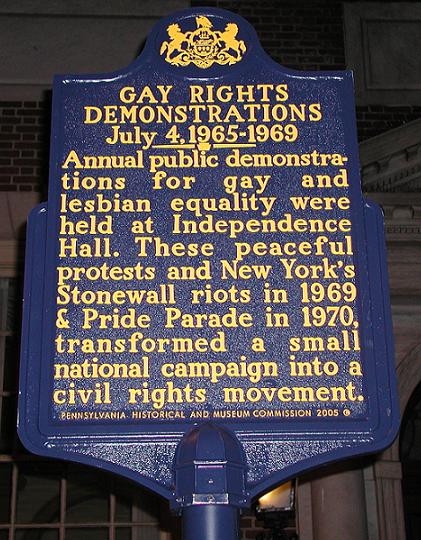 GAY RIGHTS
DEMONSTRATIONS
July 4, 1965-1969
Annual public demonstra-
tions for gay and
lesbian equality were
held at Independence
Hall. These peaceful
protests and New York's
Stonewall riots in 1969
& Pride Parade in 1970,
transformed a small
national campaign into a
civil rights movement.
PENNSYLVANIA HISTORICAL AND MUSEUM COMMISSION 2005 ©